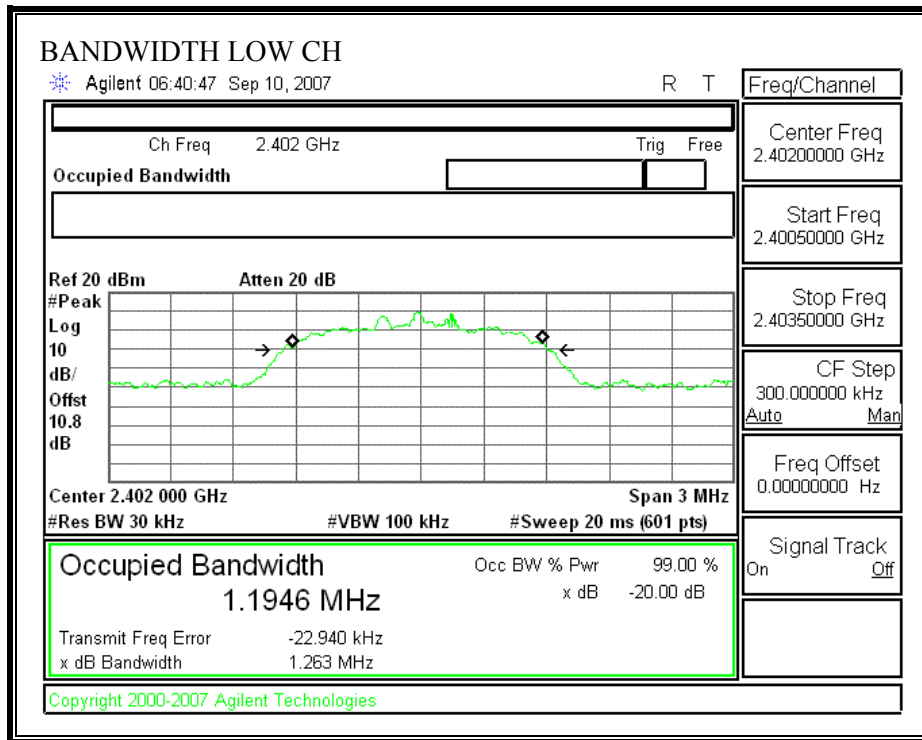 BANDWIDTH LOW CH
Agilent 06:40:47 Sep 10, 2007 R T
Freq/Channel
Ch Freq 2.402 GHz Trig Free
Occupied Bandwidth
Center Freq
2.40200000 GHz
Start Freq
2.40050000 GHz
Stop Freq
2.40350000 GHz
CF Step
300.000000 kHz
Auto Man
Freq Offset
0.00000000 Hz
Signal Track
On Off
Ref 20 dBm Atten 20 dB
#Peak
Log
10
dB/
Offst
10.8
dB
Center 2.402 000 GHz Span 3 MHz
#Res BW 30 kHz #VBW 100 kHz #Sweep 20 ms (601 pts)
Occupied Bandwidth
1.1946 MHz
Occ BW % Pwr 99.00 %
x dB -20.00 dB
Transmit Freq Error -22.940 kHz
x dB Bandwidth 1.263 MHz
Copyright 2000-2007 Agilent Technologies